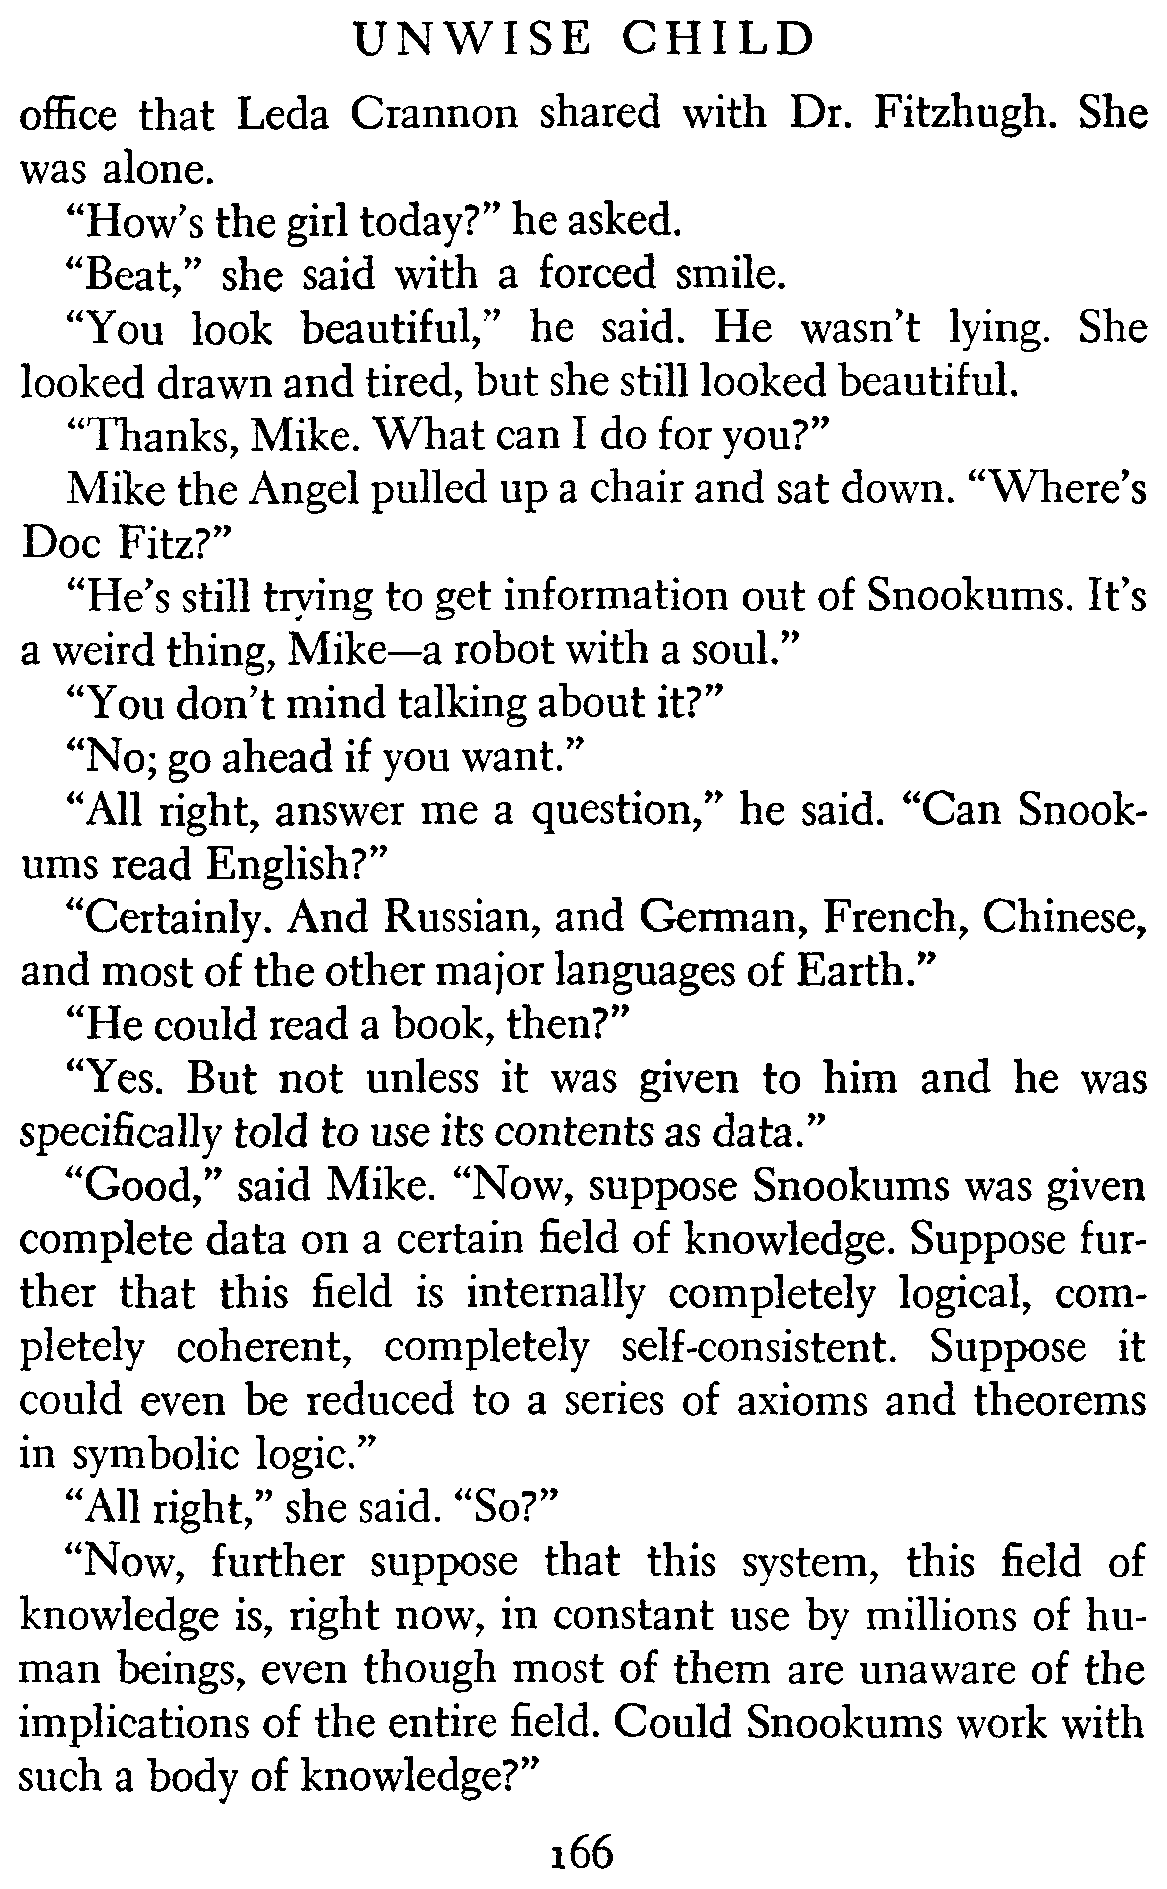 UNWISE CHILD
office that Leda Crannon shared with Dr. Fitzhugh. She
was alone.
“How’s the girl today?” he asked.
“Beat,” she said with a forced smile.
“You look beautiful,” he said. He wasn’t lying. She
looked drawn and tired, but she still looked beautiful.
“Thanks, Mike. What can I do for you?”
Mike the Angel pulled up a chair and sat down. “Where’s
Doc Fitz?”
“He’s still trying to get information out of Snookums. It’s
a weird thing, Mike—a robot with a soul.”
“You don’t mind talking about it?”
“No; go ahead if you want.”
“All right, answer me a question,” he said. “Can Snook-
ums read English?”
“Certainly. And Russian, and German, French, Chinese,
and most of the other major languages of Earth.”
“He could read a book, then?”
“Yes. But not unless it was given to him and he was
specifically told to use its contents as data.”
“Good,” said Mike. “Now, suppose Snookums was given
complete data on a certain field of knowledge. Suppose fur-
ther that this field is internally completely logical, com-
pletely coherent, completely self-consistent. Suppose it
could even be reduced to a series of axioms and theorems
in symbolic logic.”
“All right,” she said. “So?”
“Now, further suppose that this system, this field of
knowledge is, right now, in constant use by millions of hu-
man beings, even though most of them are unaware of the
implications of the entire field. Could Snookums work with
such a body of knowledge?”
166